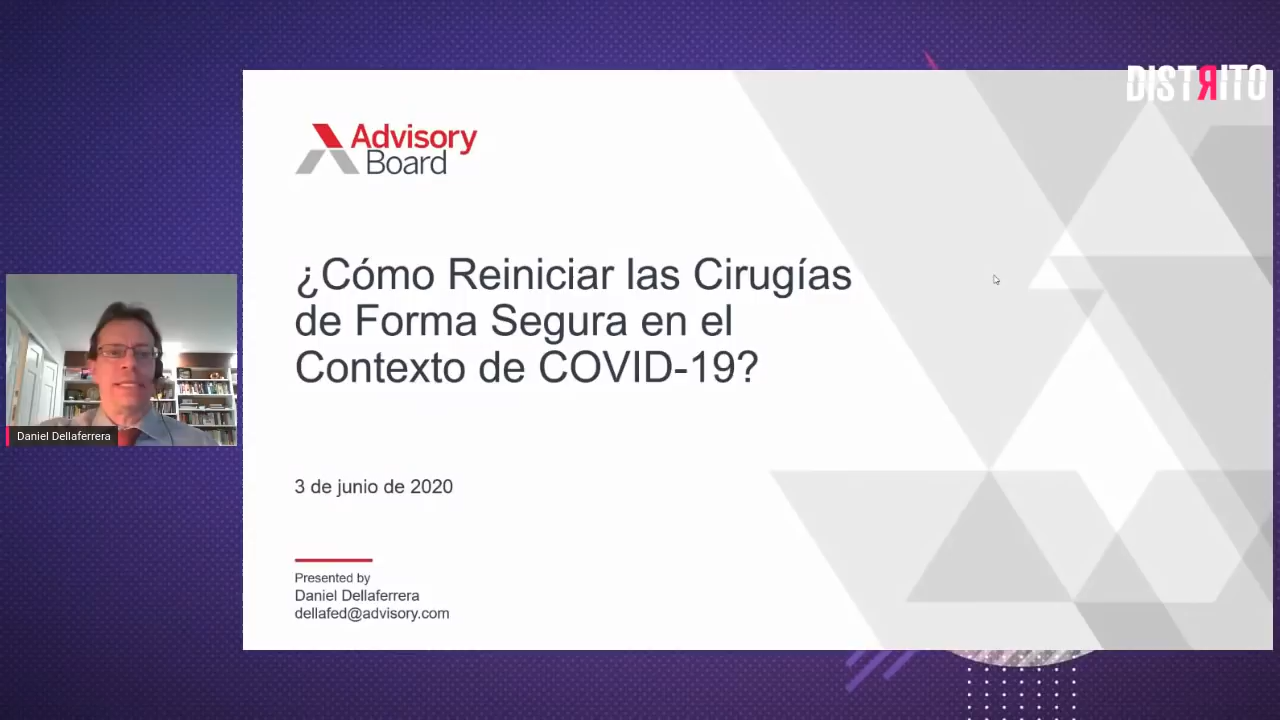 DISTRITO
Advisory
Board
¿Cómo Reiniciar las Cirugías
de Forma Segura en el
Contexto de COVID-19?
3 de junio de 2020
Presented by
Daniel Dellaferrera
dellafed@advisory.com
Daniel Dellaferrera